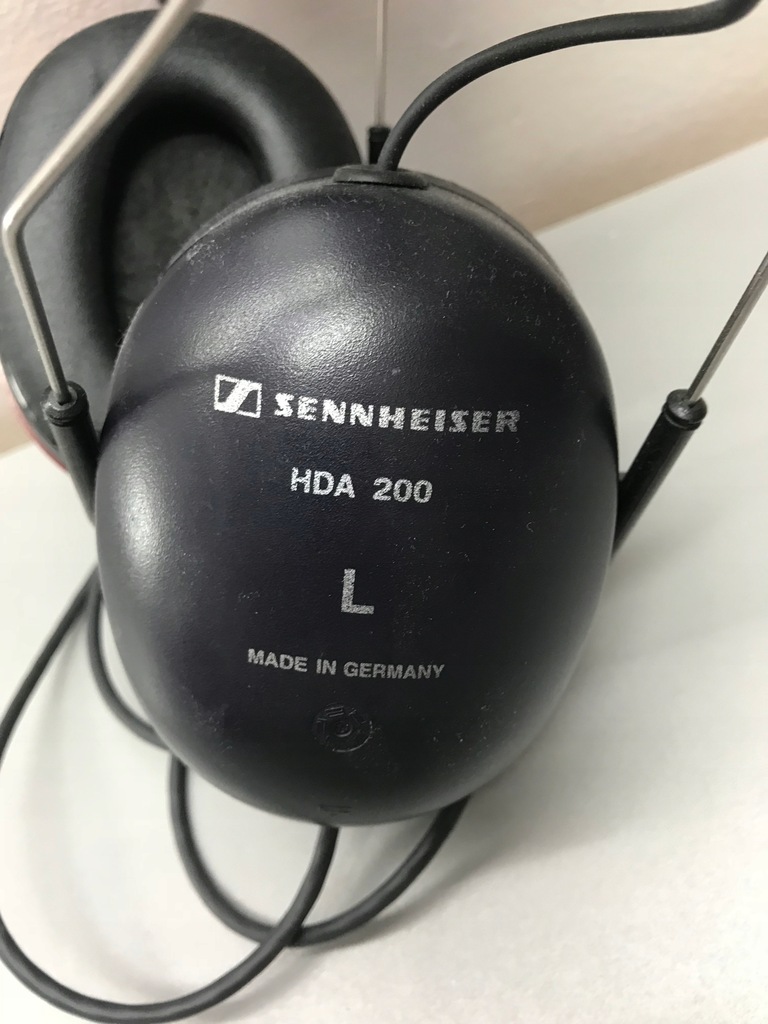 SENNHEISER
HDA 200
L
MADE IN GERMANY